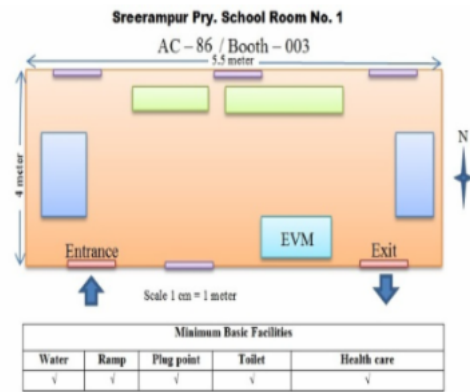 Sreerampur Pry. School Room No. 1
AC – 86 / Booth – 003
5.5 meter
4 meter
N
EVM
Entrance
Exit
Scale 1 cm = 1 meter
Minimum Basic Facilities
Water Ramp Plug point Toilet Health care
√ √ √ √ √